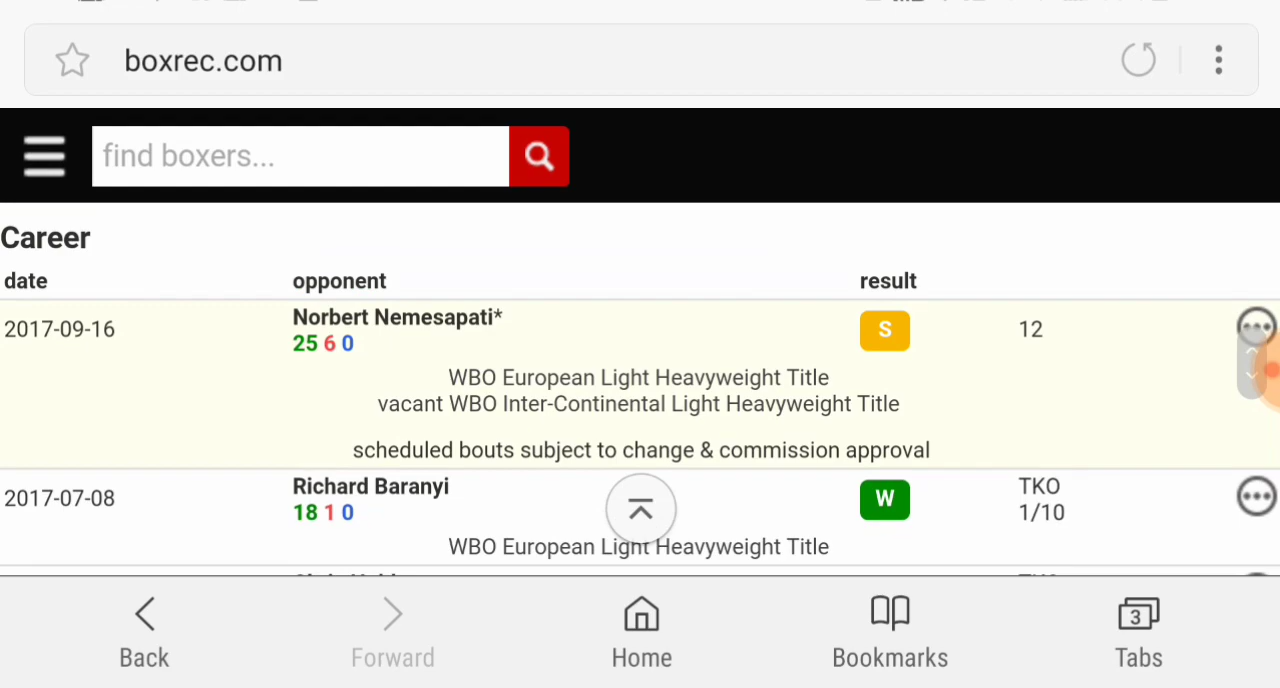 boxrec.com
find boxers...
Career
date opponent result
2017-09-16 Norbert Nemesapati* S 12
25 6 0
WBO European Light Heavyweight Title
vacant WBO Inter-Continental Light Heavyweight Title
scheduled bouts subject to change & commission approval
2017-07-08 Richard Baranyi W TKO
18 1 0 1/10
WBO European Light Heavyweight Title
3
Back Forward Home Bookmarks Tabs